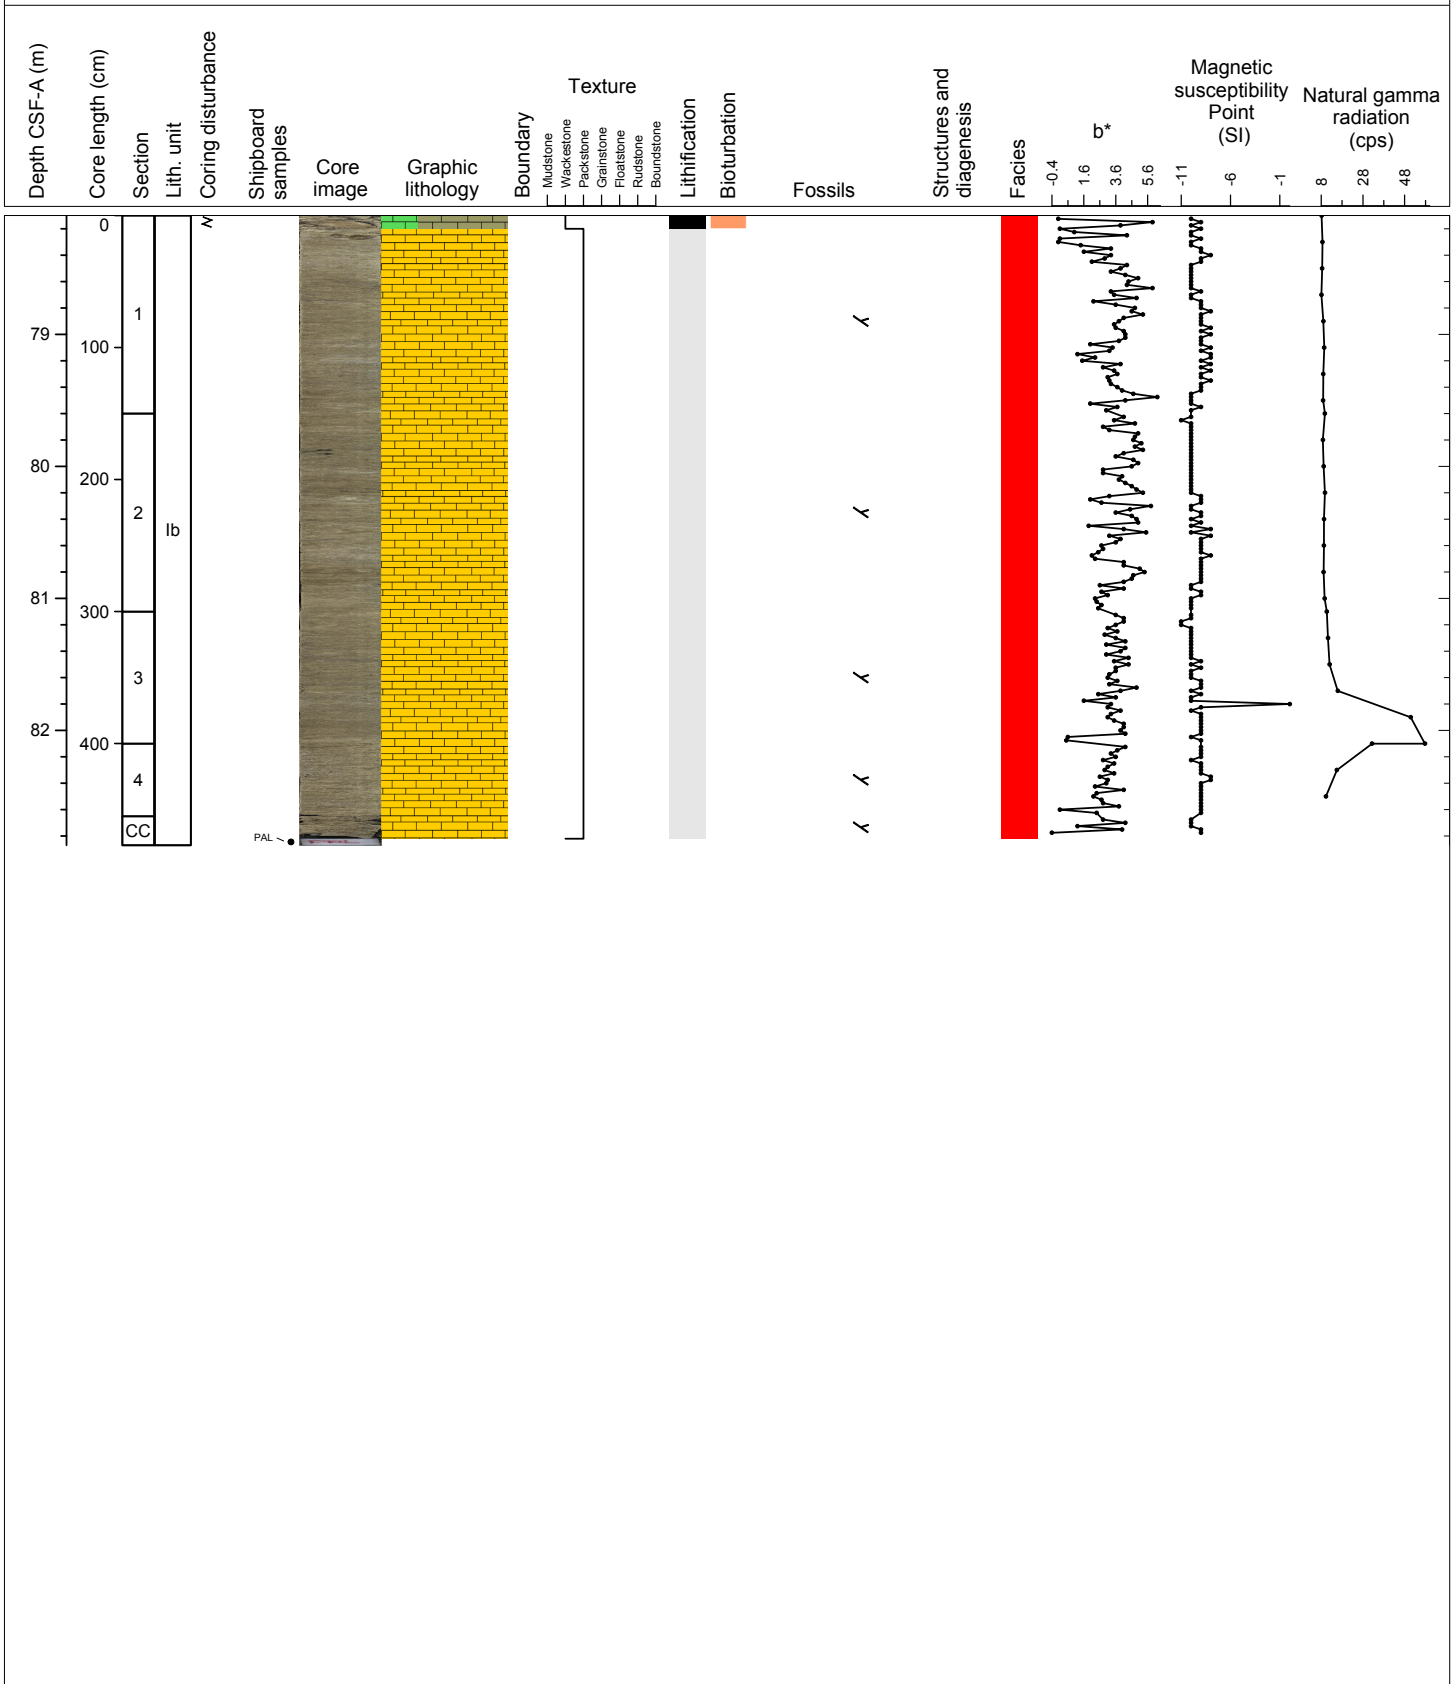 Depth CSF-A (m)
Core length (cm)
Section
Lith. unit
Coring disturbance
Shipboard
samples
Core
image
Graphic
lithology
Boundary
Texture
Mudstone
Wackestone
Packstone
Grainstone
Floatstone
Rudstone
Boundstone
Lithification
Bioturbation
Fossils
Structures and
diagenesis
Facies
b*
-0.4 1.6 3.6 5.6
Magnetic
susceptibility
Point
(SI)
-11 -6 -1
Natural gamma
radiation
(cps)
8 28 48
0
1
79
100
80
200
2
Ib
81
300
3
82
400
4
CC
PAL